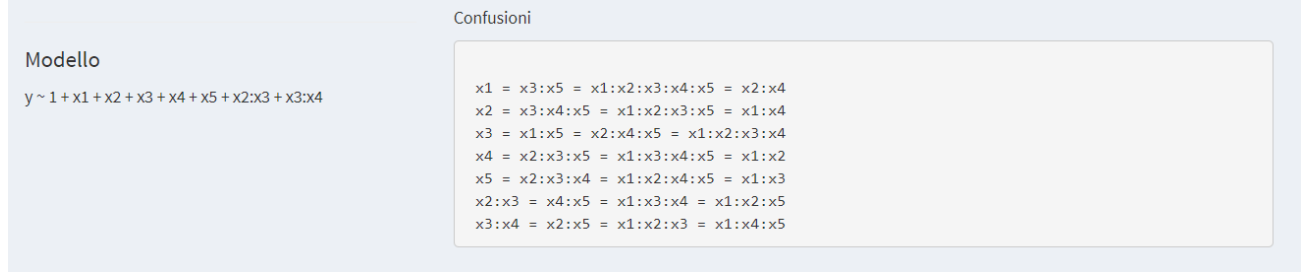 Confusioni
Modello
y ~ 1 + x1 + x2 + x3 + x4 + x5 + x2:x3 + x3:x4
x1 = x3:x5 = x1:x2:x3:x4:x5 = x2:x4
x2 = x3:x4:x5 = x1:x2:x3:x5 = x1:x4
x3 = x1:x5 = x2:x4:x5 = x1:x2:x3:x4
x4 = x2:x3:x5 = x1:x3:x4:x5 = x1:x2
x5 = x2:x3:x4 = x1:x2:x4:x5 = x1:x3
x2:x3 = x4:x5 = x1:x3:x4 = x1:x2:x5
x3:x4 = x2:x5 = x1:x2:x3 = x1:x4:x5